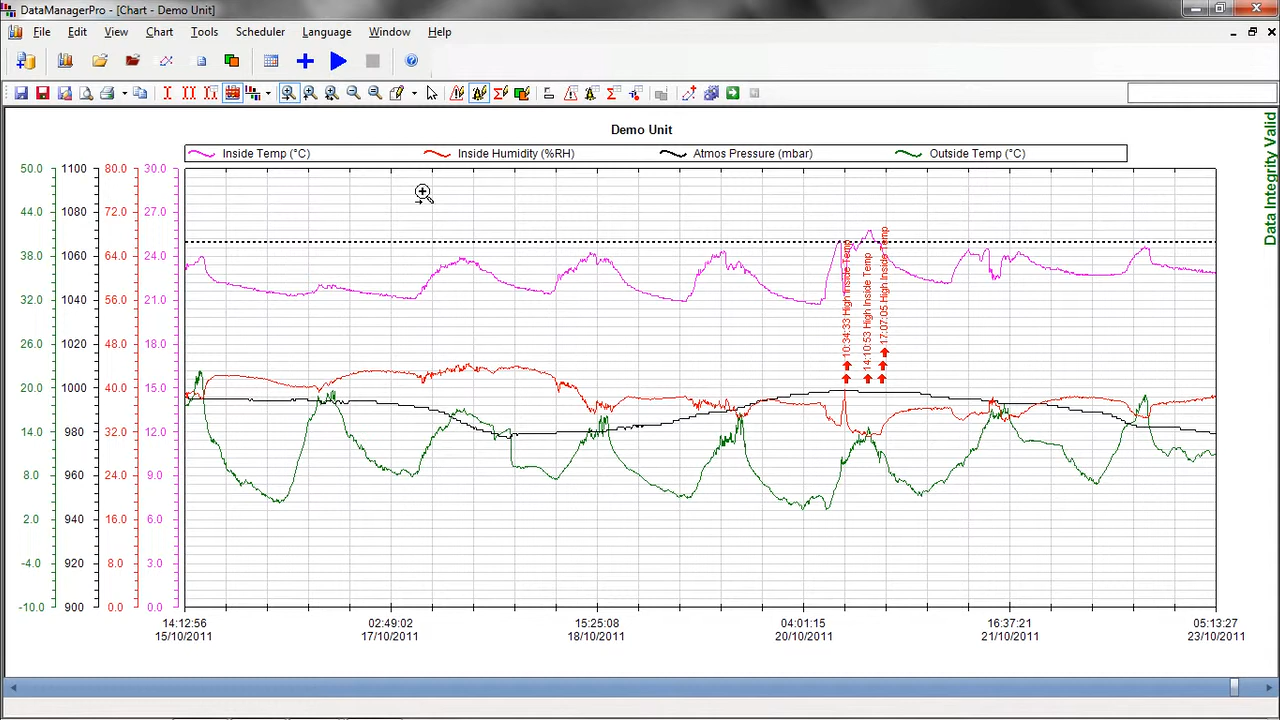 DataManagerPro - [Chart - Demo Unit]
File Edit View Chart Tools Scheduler Language Window Help
Demo Unit
Inside Temp (°C) Inside Humidity (%RH) Atmos Pressure (mbar) Outside Temp (°C)
50.0 1100 80.0 30.0
44.0 1080 72.0 27.0
38.0 1060 64.0 24.0
32.0 1040 56.0 21.0
26.0 1020 48.0 18.0
20.0 1000 40.0 15.0
14.0 980 32.0 12.0
8.0 960 24.0 9.0
2.0 940 16.0 6.0
-4.0 920 8.0 3.0
-10.0 900 0.0 0.0
10:34:33 High Inside Temp
14:10:53 High Inside Temp
17:07:05 High Inside Temp
14:12:56 02:49:02 15:25:08 04:01:15 16:37:21 05:13:27
15/10/2011 17/10/2011 18/10/2011 20/10/2011 21/10/2011 23/10/2011
Data Integrity Valid